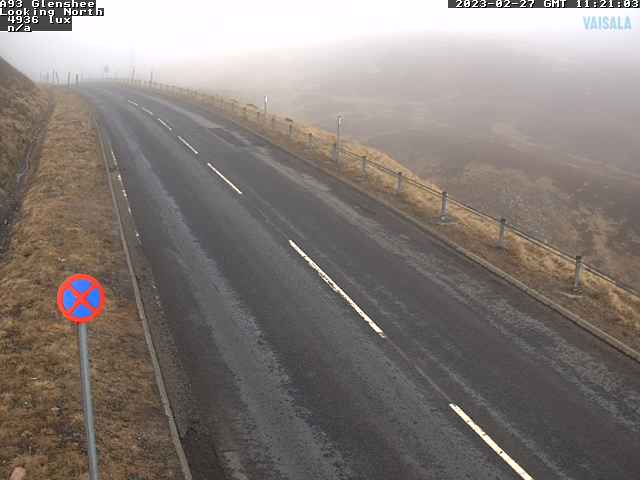 A93 Glenshee
Looking North
4936 lux
n/a
2023-02-27 GMT 11:21:03
VAISALA